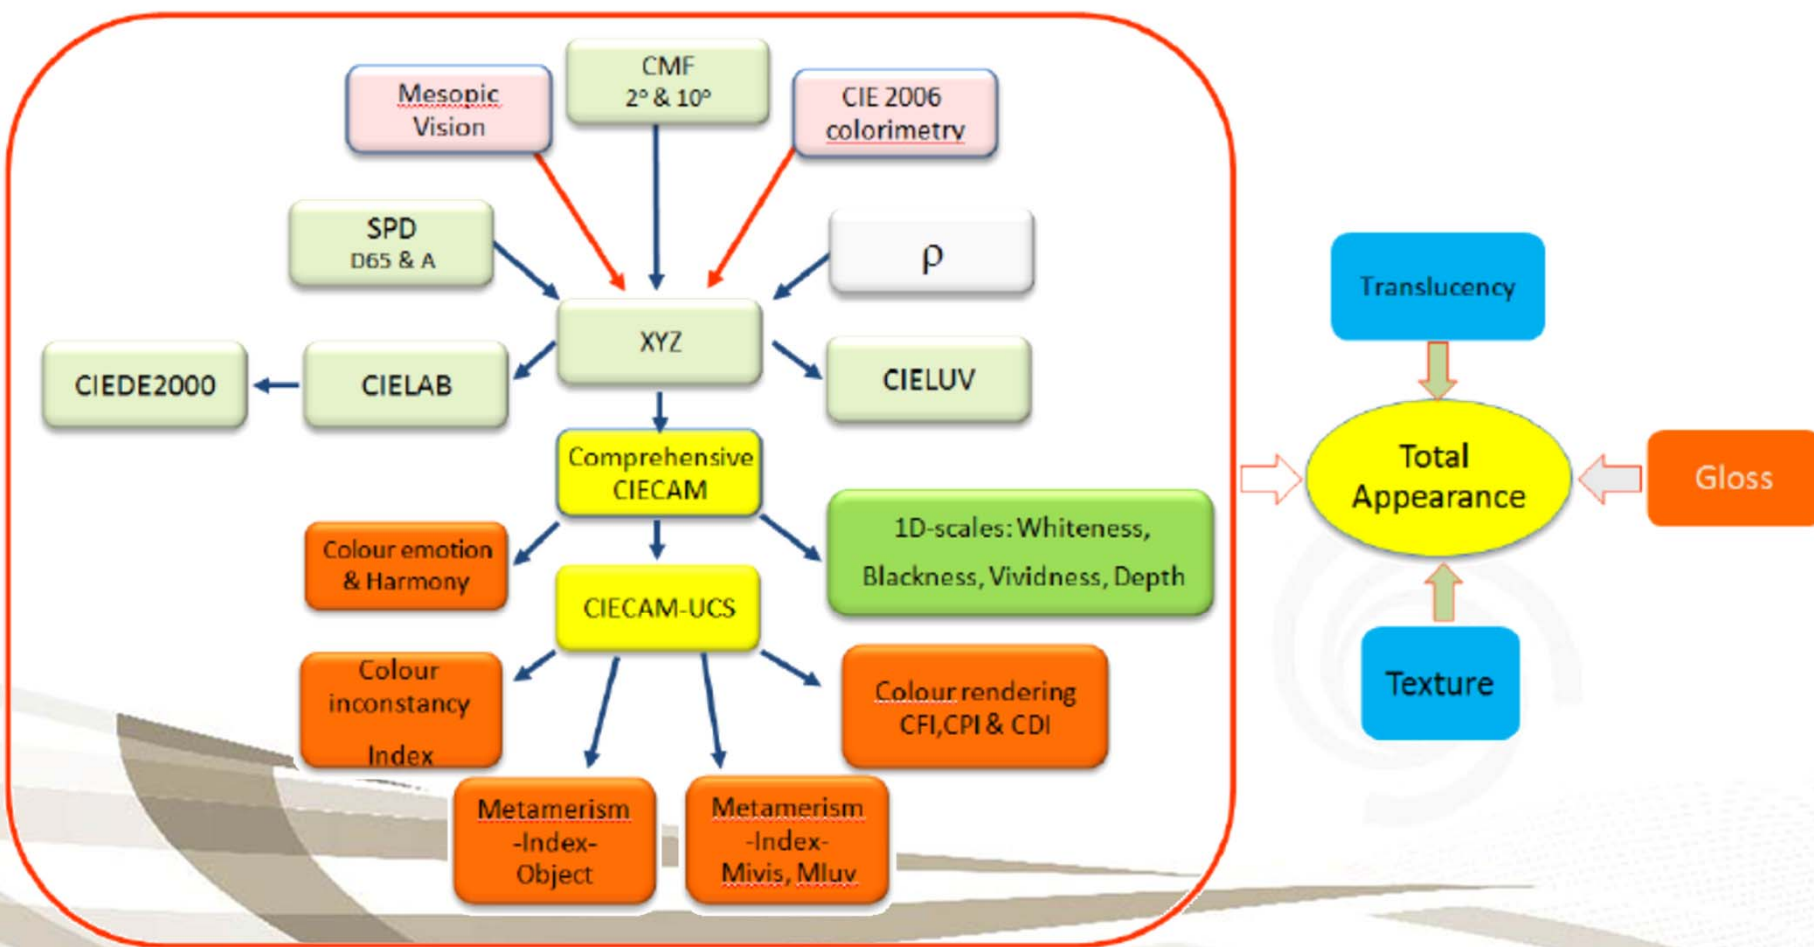 CMF
2° & 10°
Mesopic
Vision
CIE 2006
colorimetry
SPD
D65 & A
ρ
XYZ
CIEDE2000
CIELAB
CIELUV
Comprehensive
CIECAM
Colour emotion
& Harmony
1D-scales: Whiteness,
Blackness, Vividness, Depth
CIECAM-UCS
Colour
inconstancy
Index
Colour rendering
CFI,CPI & CDI
Metamerism
-Index-
Object
Metamerism
-Index-
Mivis, Mluv
Translucency
Total
Appearance
Gloss
Texture